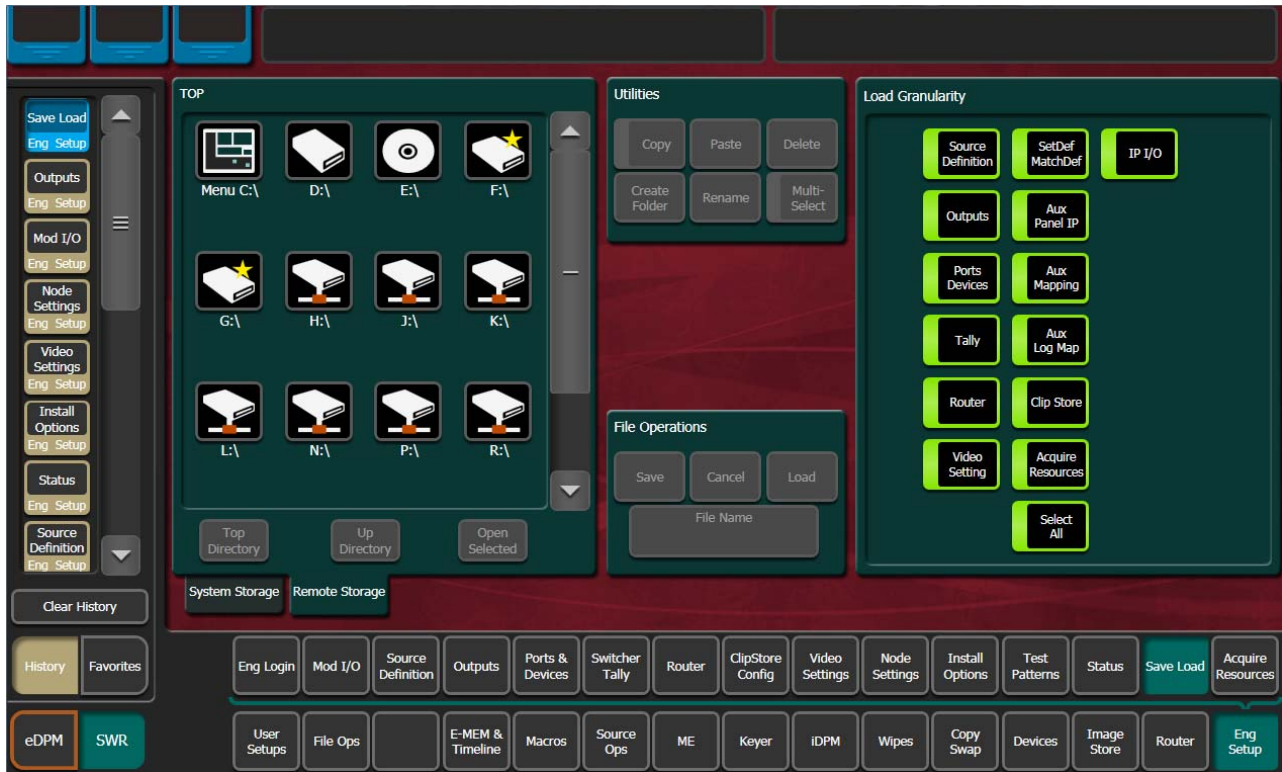 TOP
Utilities
Load Granularity
Save Load
Eng Setup
Outputs
Eng Setup
Mod I/O
Eng Setup
Node
Settings
Eng Setup
Video
Settings
Eng Setup
Install
Options
Eng Setup
Status
Eng Setup
Source
Definition
Eng Setup
Clear History
History
Favorites
eDPM
SWR
Menu C:\
D:\
E:\
F:\
G:\
H:\
J:\
K:\
L:\
N:\
P:\
R:\
Top
Directory
Up
Directory
Open
Selected
System Storage
Remote Storage
Copy
Paste
Delete
Create
Folder
Rename
Multi-
Select
File Operations
Save
Cancel
Load
File Name
Source
Definition
SetDef
MatchDef
IP I/O
Outputs
Aux
Panel IP
Ports
Devices
Aux
Mapping
Tally
Aux
Log Map
Router
Clip Store
Video
Setting
Acquire
Resources
Select
All
Eng Login
Mod I/O
Source
Definition
Outputs
Ports &
Devices
Switcher
Tally
Router
ClipStore
Config
Video
Settings
Node
Settings
Install
Options
Test
Patterns
Status
Save Load
Acquire
Resources
User
Setups
File Ops
E-MEM &
Timeline
Macros
Source
Ops
ME
Keyer
iDPM
Wipes
Copy
Swap
Devices
Image
Store
Router
Eng
Setup